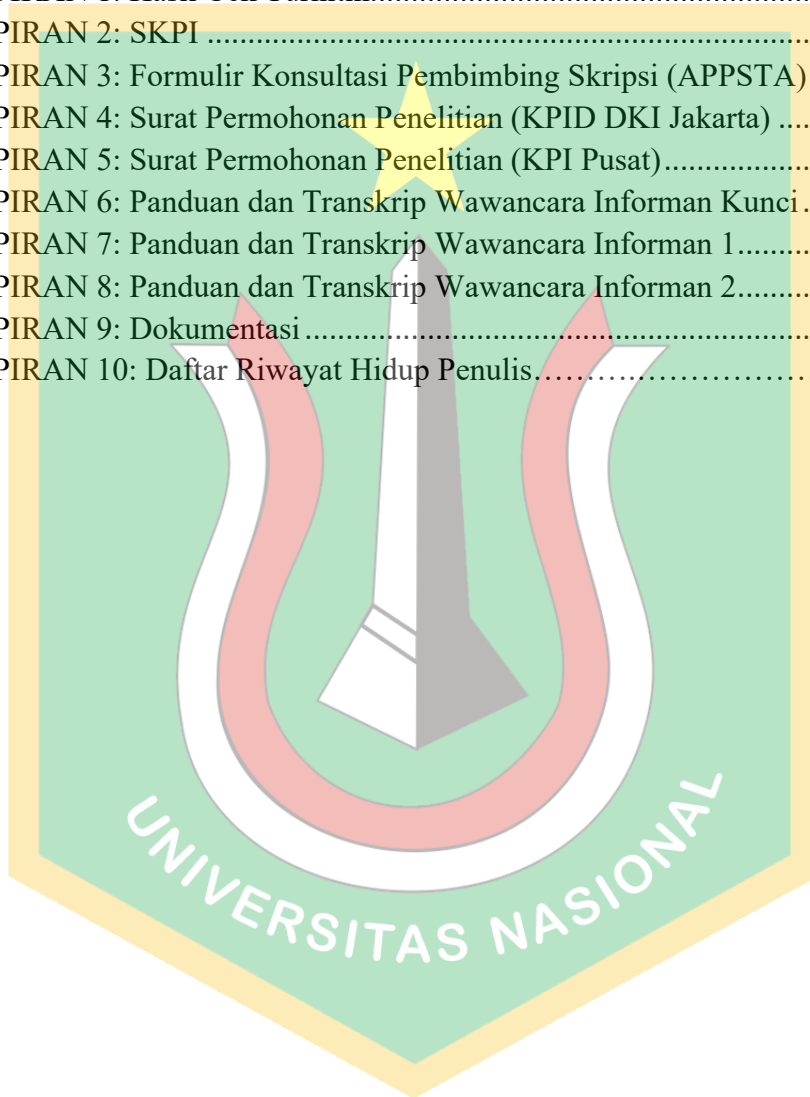 PIRAN 2: SKPI ........................................................................
PIRAN 3: Formulir Konsultasi Pembimbing Skripsi (APPSTA)
PIRAN 4: Surat Permohonan Penelitian (KPID DKI Jakarta) ....
PIRAN 5: Surat Permohonan Penelitian (KPI Pusat)..................
PIRAN 6: Panduan dan Transkrip Wawancara Informan Kunci .
PIRAN 7: Panduan dan Transkrip Wawancara Informan 1.........
PIRAN 8: Panduan dan Transkrip Wawancara Informan 2.........
PIRAN 9: Dokumentasi .............................................................
PIRAN 10: Daftar Riwayat Hidup Penulis……………………
UNIVERSITAS NASIONAL